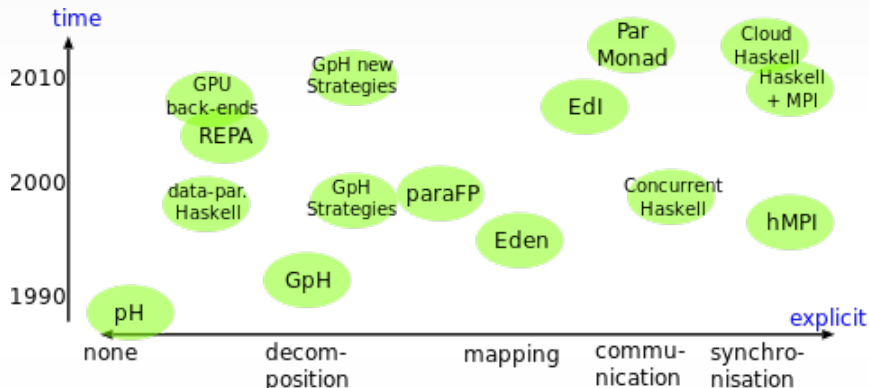 time
Par
Monad
Cloud
Haskell
2010
GpH new
Strategies
GPU
back-ends
Haskell
+ MPI
EdI
REPA
2000
data-par.
Haskell
GpH
Strategies
paraFP
Concurrent
Haskell
hMPI
Eden
GpH
1990
pH
explicit
none
decom-
position
mapping
commu-
nication
synchro-
nisation